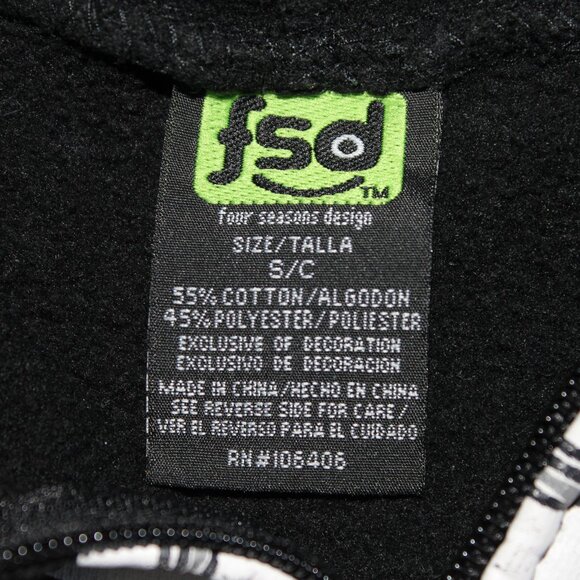 fsd
TM
four seasons design
SIZE/TALLA
S/C
55% COTTON/ALGODON
45% POLYESTER/POLIESTER
EXCLUSIVE OF DECORATION
EXCLUSIVO DE DECORACION
MADE IN CHINA/HECHO EN CHINA
SEE REVERSE SIDE FOR CARE/
VER EL REVERSO PARA EL CUIDADO
RN#106406